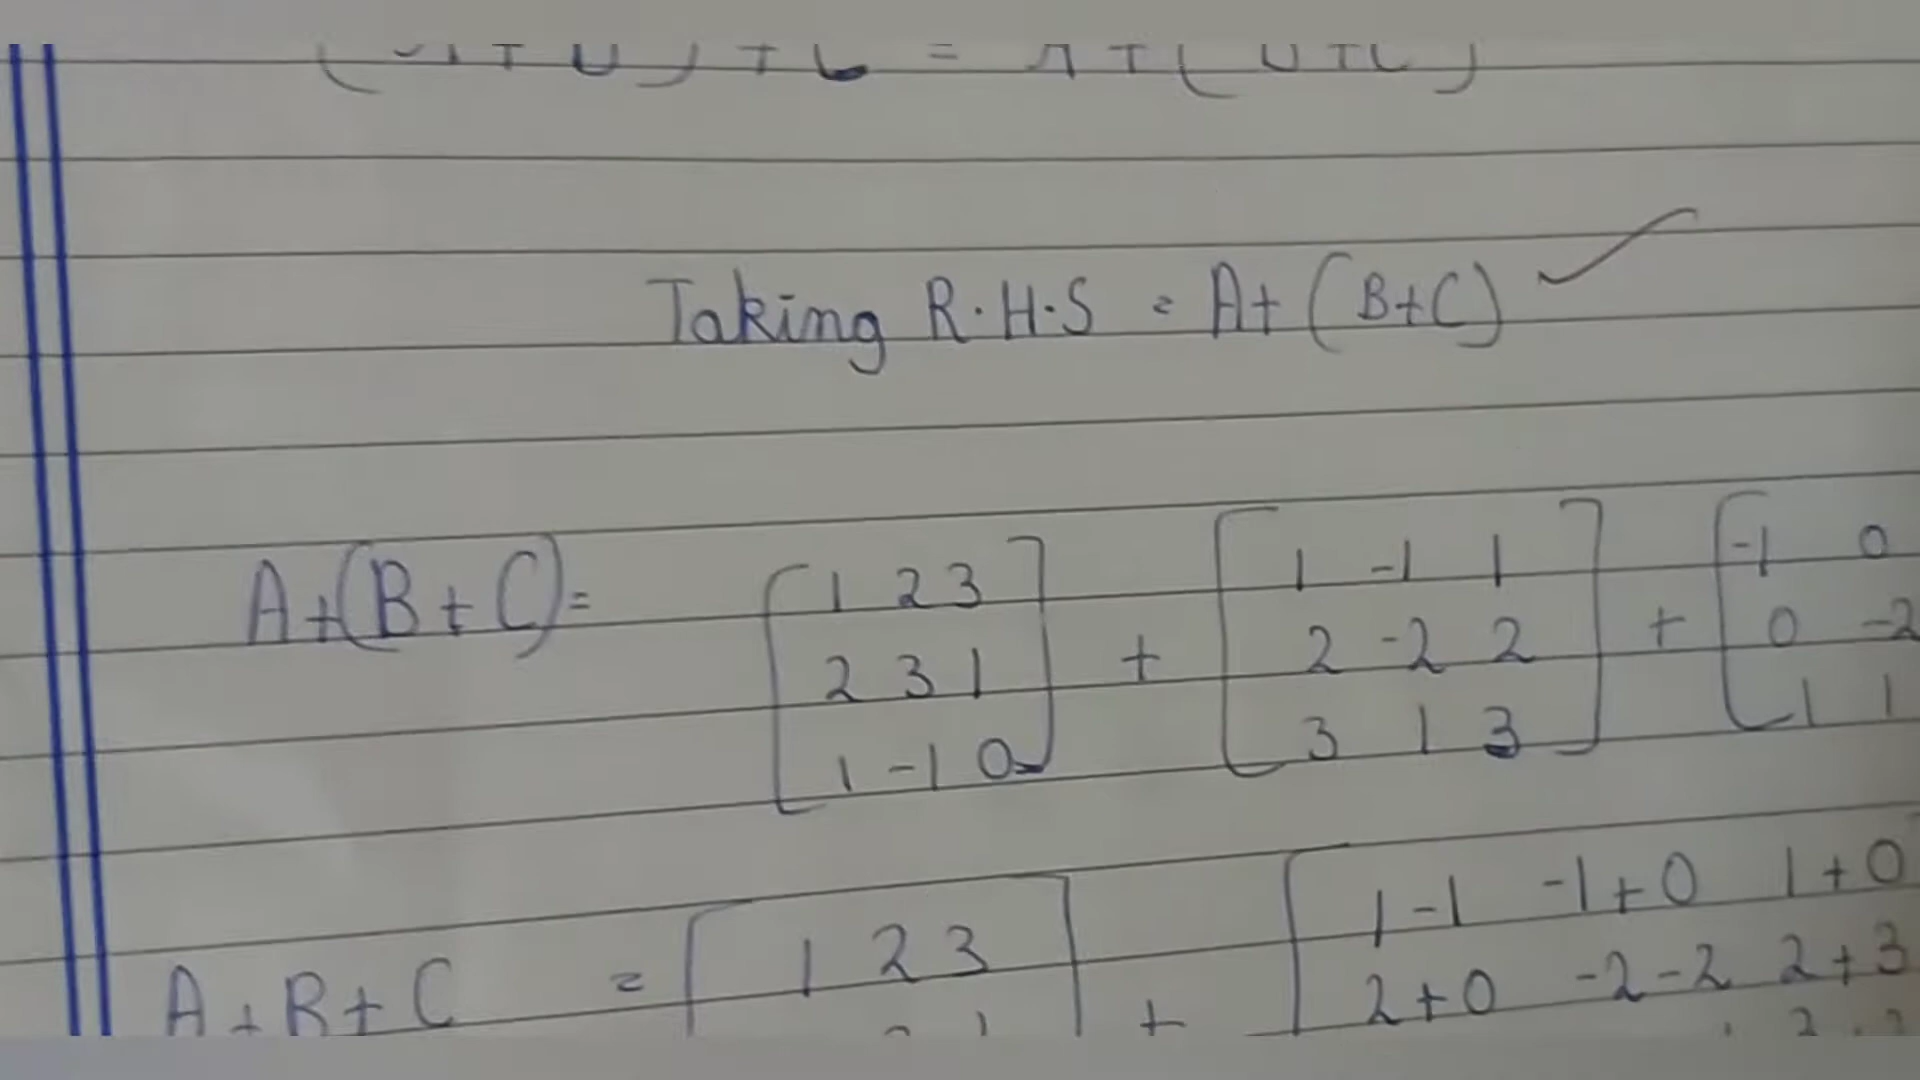 (A+B)+C = A+(B+C)
Taking R.H.S = A+(B+C) ✓
A+(B+C)= [1 2 3] + [1 -1 1] + [-1 0
2 3 1 2 -2 2 0 -2
1 -1 0 3 1 3 1 1
A+B+C = [1 2 3] + [1-1 -1+0 1+0
2+0 -2-2 2+3